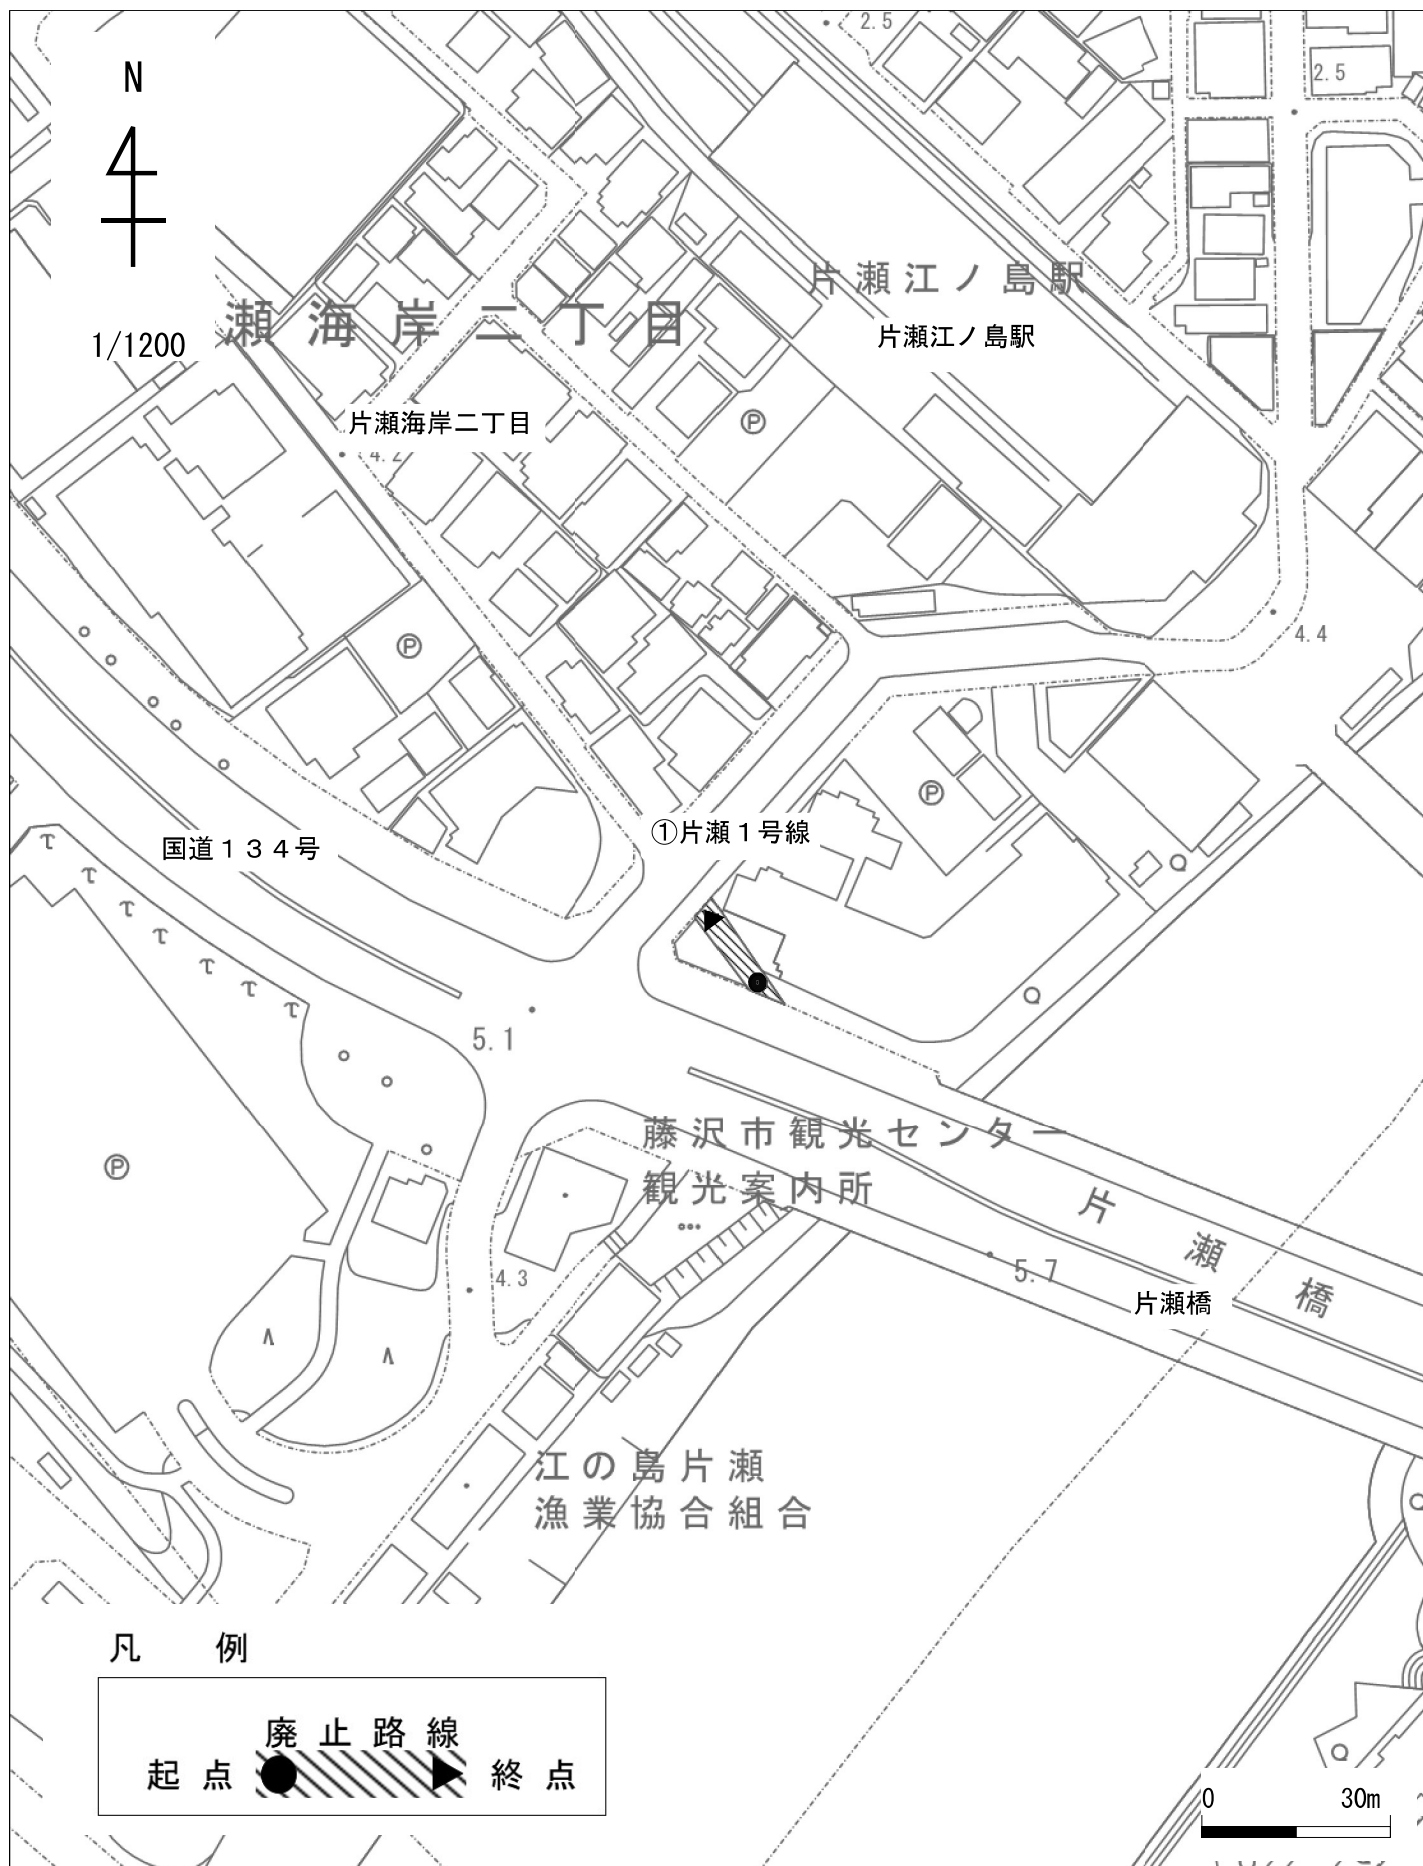 2.5
N
2.5
片瀬江ノ島駅
1/1200
瀬海岸二丁目
片瀬江ノ島駅
片瀬海岸二丁目
P
4.2
4.4
P
P
国道１３４号
①片瀬１号線
5.1
藤沢市観光センター
観光案内所
P
片瀬橋
5.7
4.3
片瀬橋
江の島片瀬
漁業協合組合
凡例
廃止路線
起点
終点
0
30m